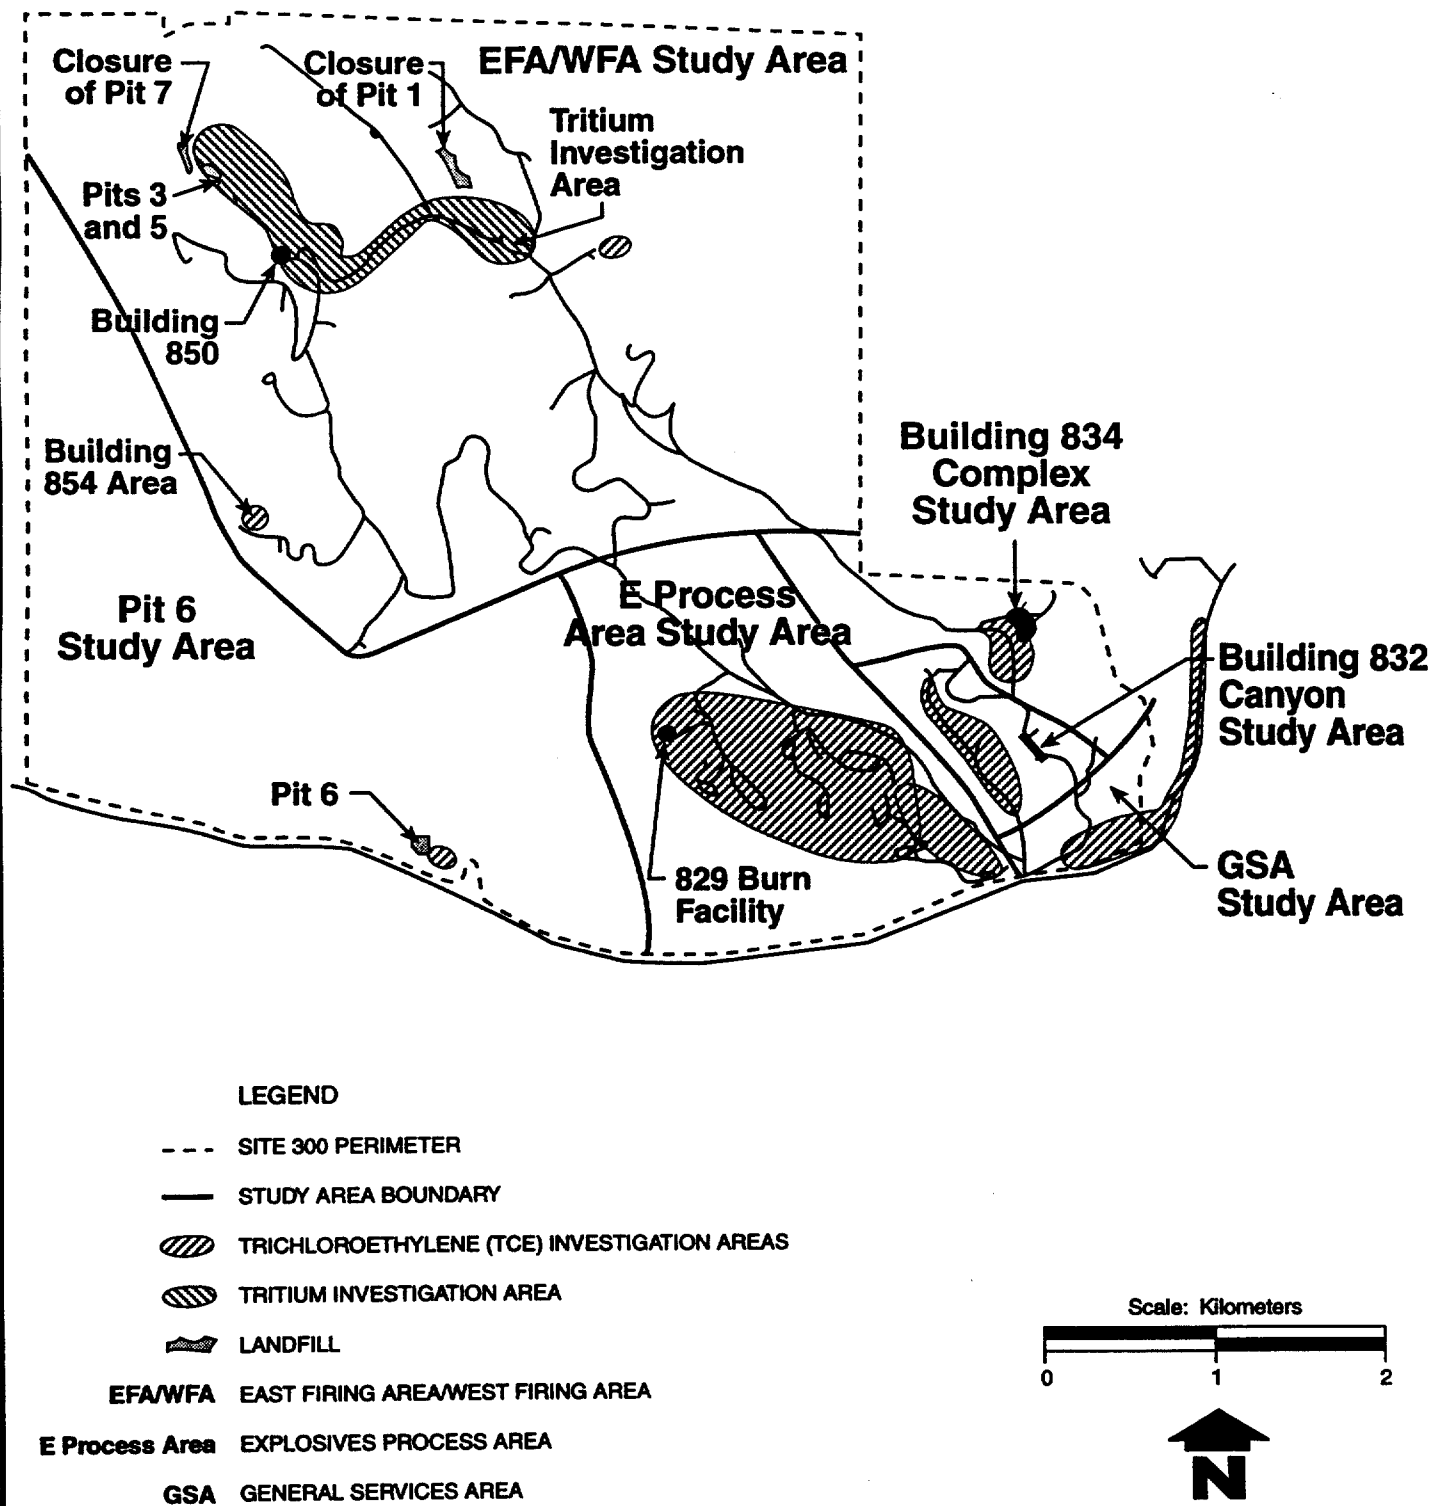 Closure
of Pit 7
Closure
of Pit 1
EFA/WFA Study Area
Tritium
Investigation
Area
Pits 3
and 5
Building
850
Building
854 Area
Building 834
Complex
Study Area
Pit 6
Study Area
E Process
Area Study Area
Building 832
Canyon
Study Area
Pit 6
829 Burn
Facility
GSA
Study Area
LEGEND
SITE 300 PERIMETER
STUDY AREA BOUNDARY
TRICHLOROETHYLENE (TCE) INVESTIGATION AREAS
TRITIUM INVESTIGATION AREA
LANDFILL
EFA/WFA EAST FIRING AREA/WEST FIRING AREA
E Process Area EXPLOSIVES PROCESS AREA
GSA GENERAL SERVICES AREA
Scale: Kilometers
0 1 2
N